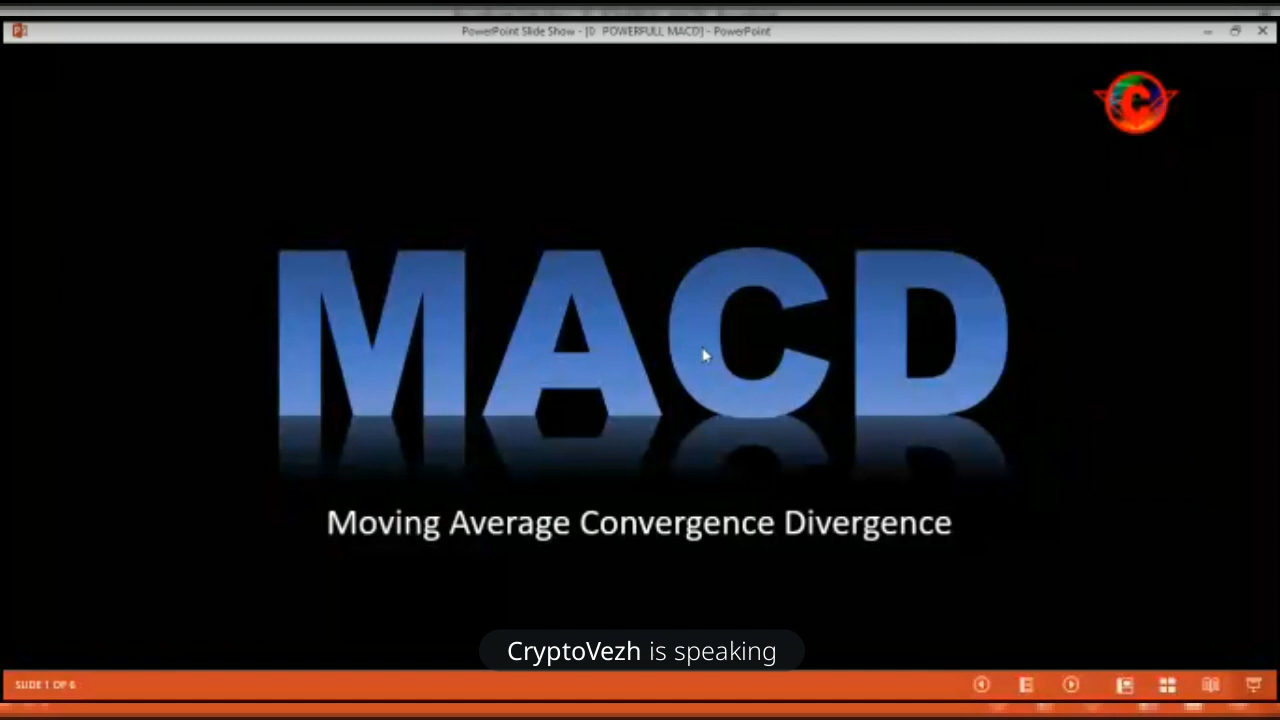 PowerPoint Slide Show - [0 POWERFULL MACD] - PowerPoint
MACD
Moving Average Convergence Divergence
CryptoVezh is speaking
SLIDE 1 OF 6